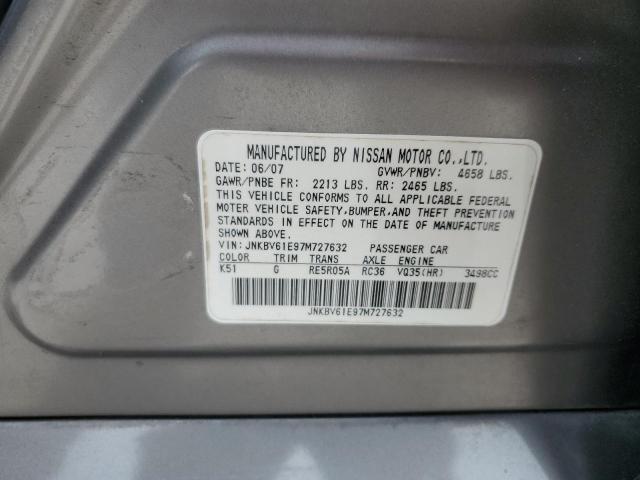 MANUFACTURED BY NISSAN MOTOR CO.,LTD.
DATE: 06/07 GVWR/PNBV: 4658 LBS.
GAWR/PNBE FR: 2213 LBS. RR: 2465 LBS.
THIS VEHICLE CONFORMS TO ALL APPLICABLE FEDERAL
MOTOR VEHICLE SAFETY,BUMPER,AND THEFT PREVENTION
STANDARDS IN EFFECT ON THE DATE OF MANUFACTURE
SHOWN ABOVE.
VIN: JNKBV61E97M727632 PASSENGER CAR
COLOR TRIM TRANS AXLE ENGINE
K51 G RE5R05A RC36 VQ35(HR) 3498CC
JNKBV61E97M727632